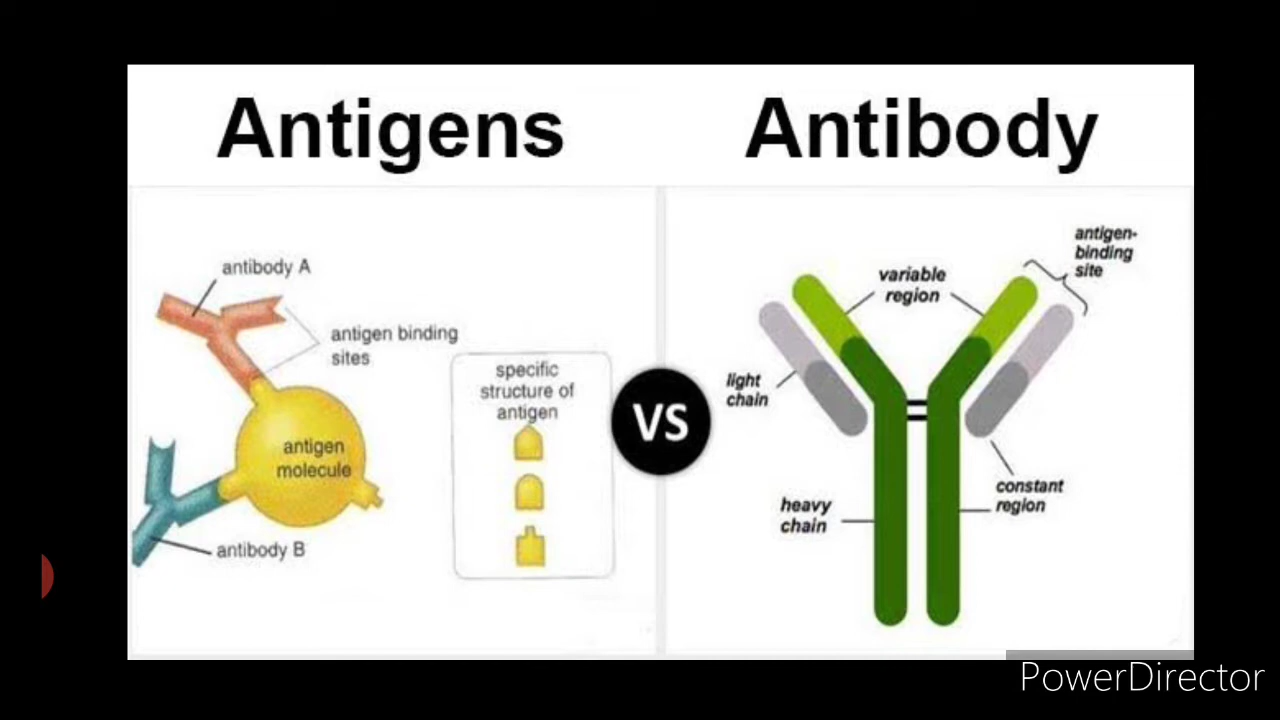 Antigens
Antibody
antibody A
antigen binding
sites
antigen
molecule
antibody B
specific
structure of
antigen
VS
antigen-
binding
site
variable
region
light
chain
heavy
chain
constant
region
PowerDirector